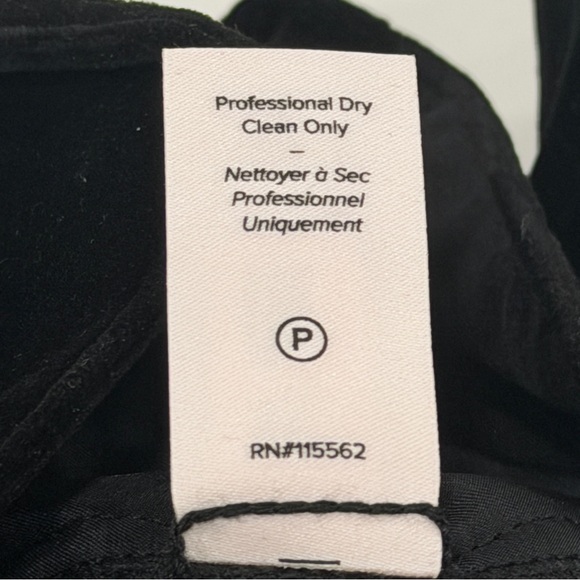 Professional Dry
Clean Only
–
Nettoyer à Sec
Professionnel
Uniquement
P
RN#115562